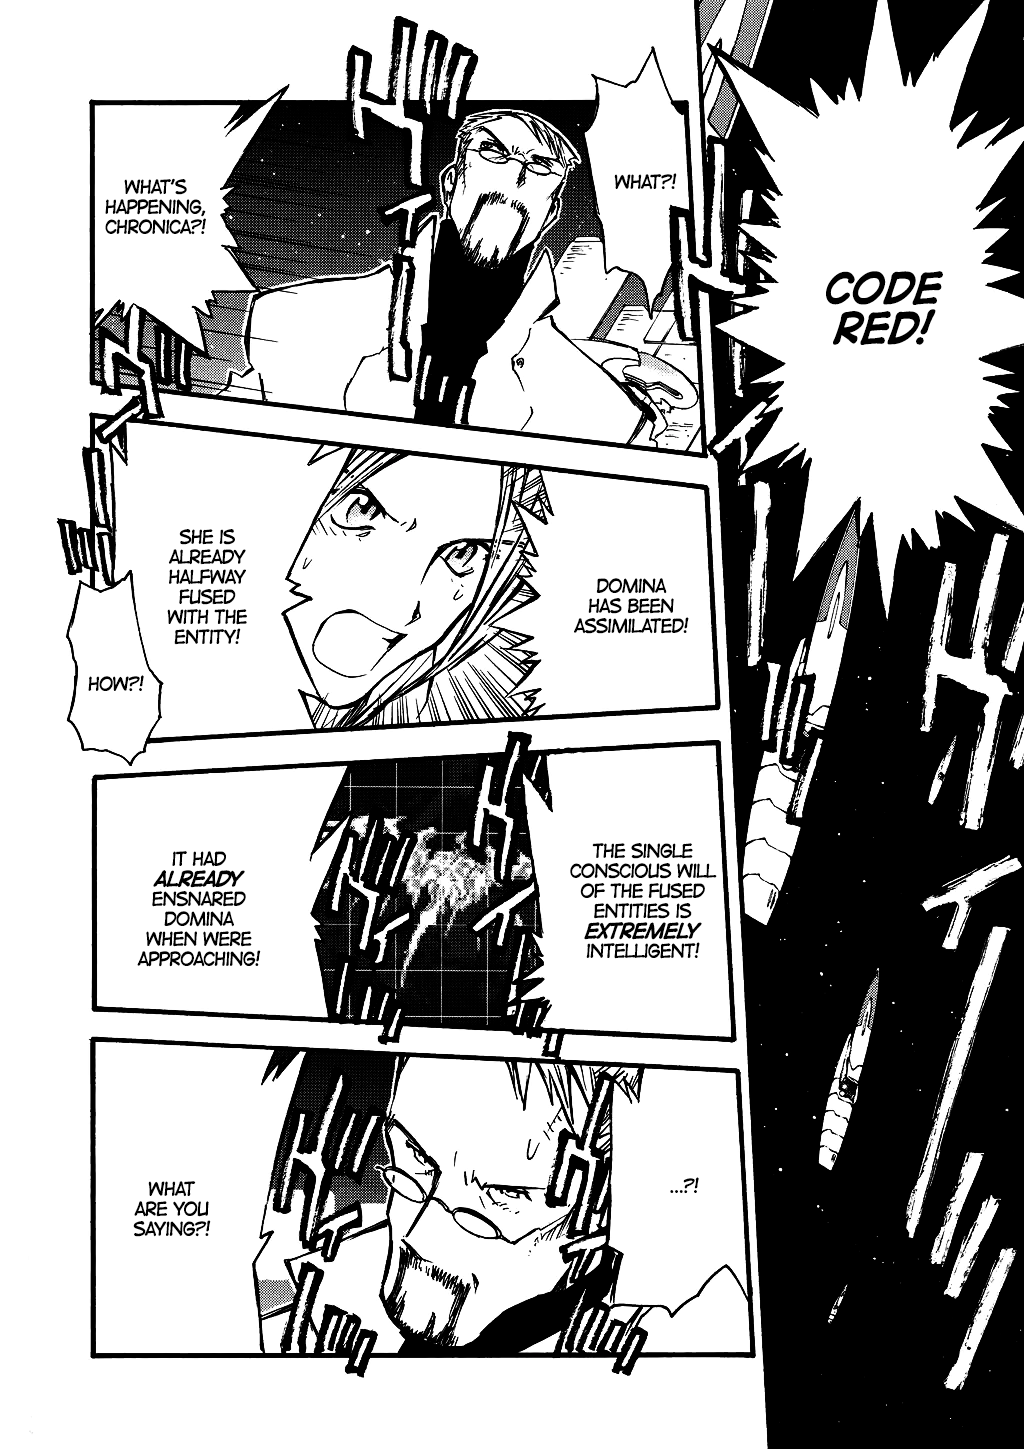 CODE
RED!
WHAT?!
WHAT'S
HAPPENING,
CHRONICA?!
DOMINA
HAS BEEN
ASSIMILATED!
SHE IS
ALREADY
HALFWAY
FUSED
WITH THE
ENTITY!
HOW?!
THE SINGLE
CONSCIOUS WILL
OF THE FUSED
ENTITIES IS
EXTREMELY
INTELLIGENT!
IT HAD
ALREADY
ENSNARED
DOMINA
WHEN WERE
APPROACHING!
....?!
WHAT
ARE YOU
SAYING?!